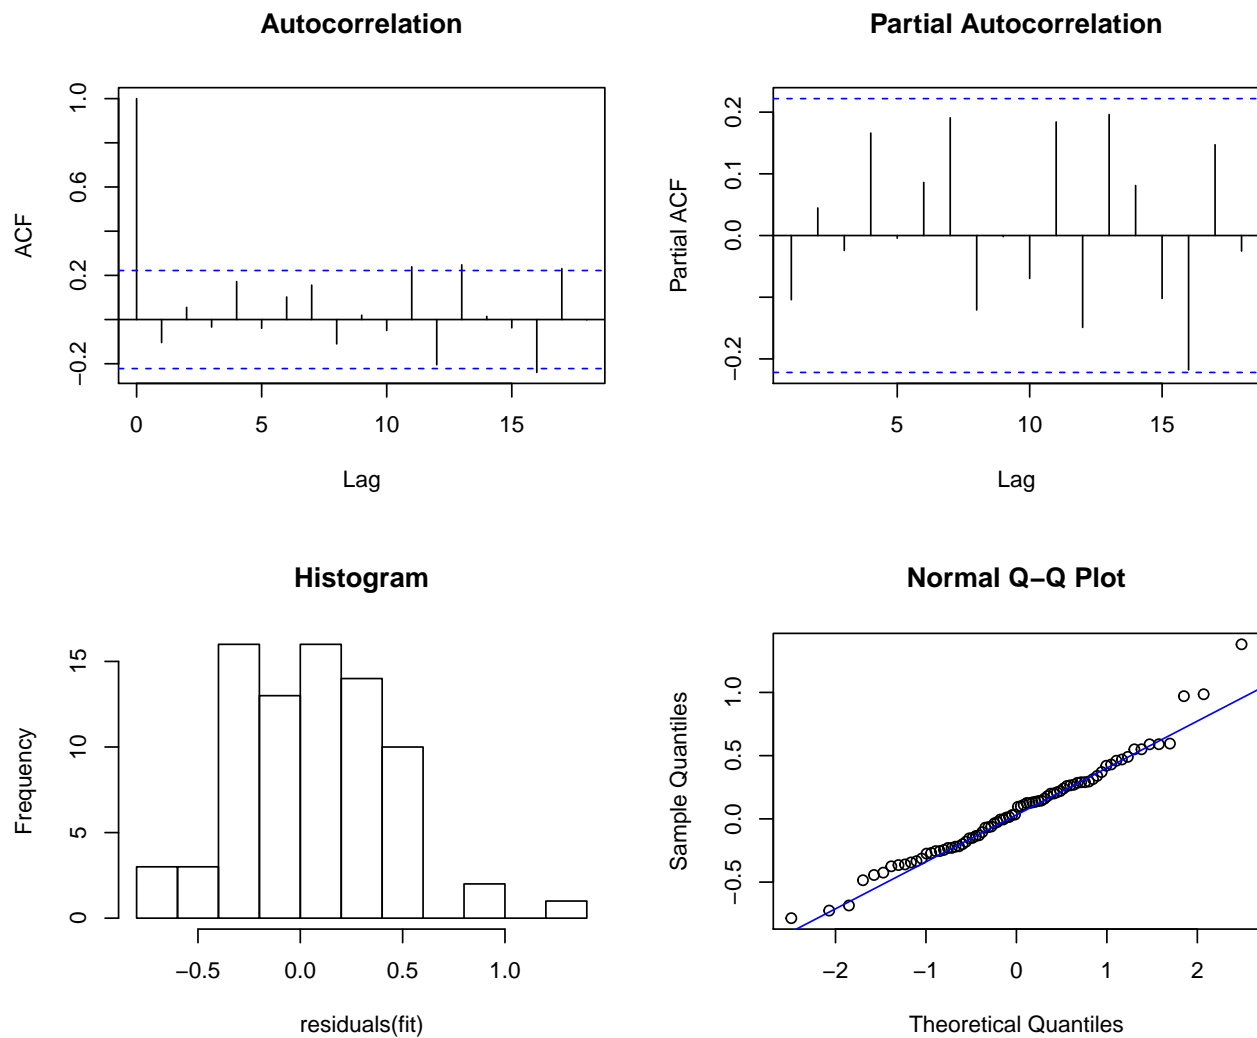 Autocorrelation
ACF
1.0
0.6
0.2
−0.2
0
5
10
15
Lag
Partial Autocorrelation
Partial ACF
0.2
0.1
0.0
−0.2
5
10
15
Lag
Histogram
Frequency
15
10
5
0
−0.5
0.0
0.5
1.0
residuals(fit)
Normal Q−Q Plot
Sample Quantiles
1.0
0.5
0.0
−0.5
−2
−1
0
1
2
Theoretical Quantiles